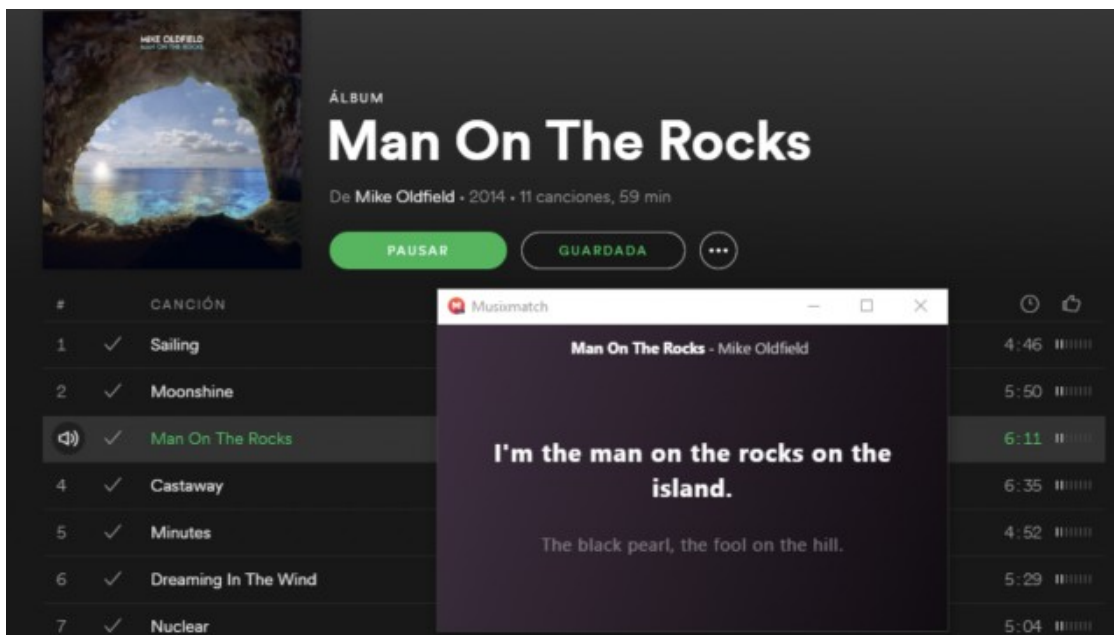 MIKE OLDFIELD
MAN ON THE ROCKS
ÁLBUM
Man On The Rocks
De Mike Oldfield • 2014 • 11 canciones, 59 min
PAUSAR
GUARDADA
# CANCIÓN
1 Sailing 4:46
2 Moonshine 5:50
Man On The Rocks 6:11
4 Castaway 6:35
5 Minutes 4:52
6 Dreaming In The Wind 5:29
7 Nuclear 5:04
Musixmatch
Man On The Rocks - Mike Oldfield
I'm the man on the rocks on the
island.
The black pearl, the fool on the hill.